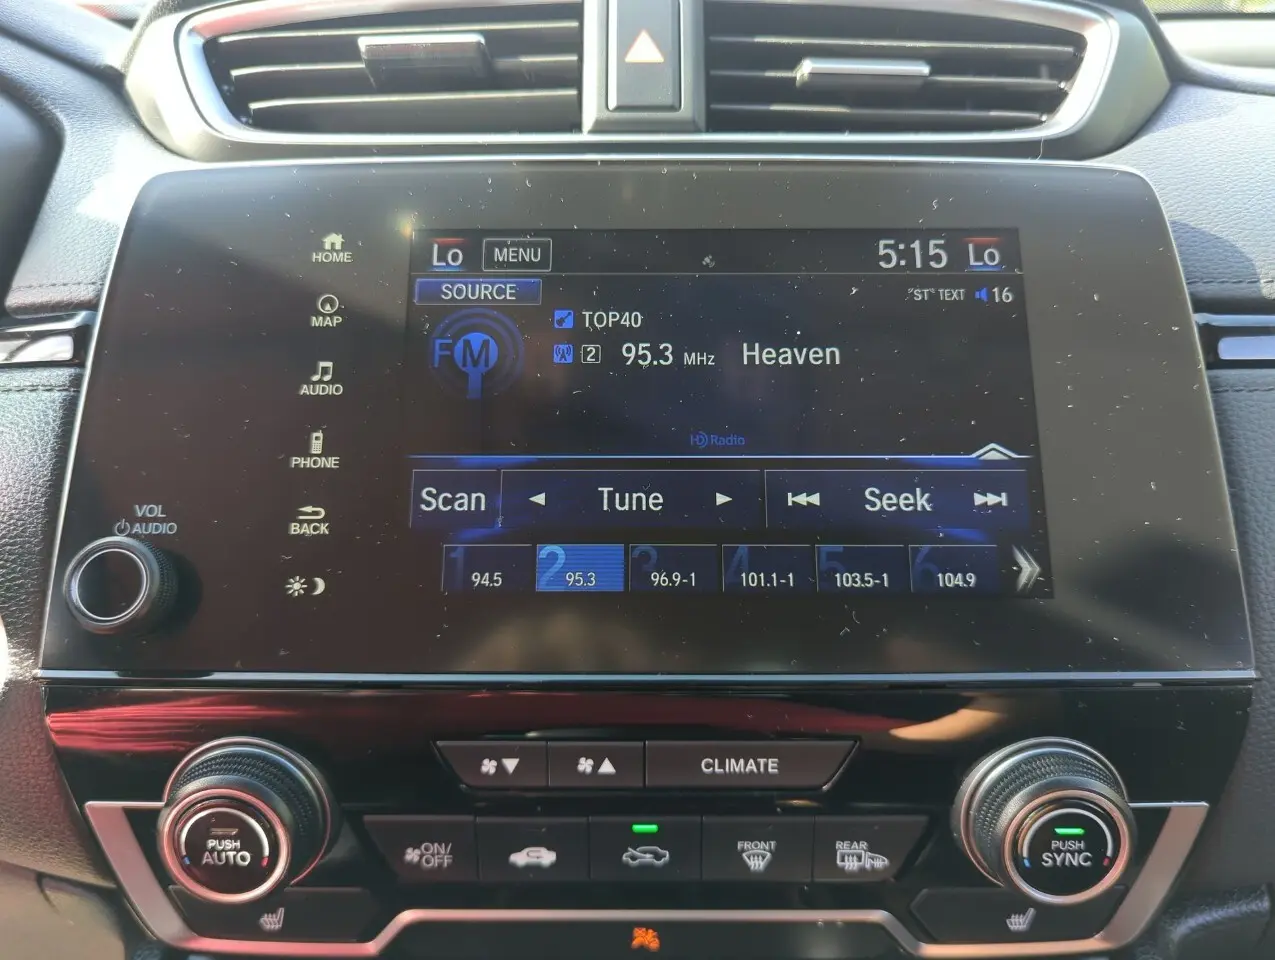 Lo MENU 5:15 Lo
HOME
SOURCE
"ST" TEXT 16
MAP
TOP40
FM
2 95.3 MHz Heaven
AUDIO
HD Radio
PHONE
Scan Tune Seek
VOL
AUDIO
BACK
1 94.5
2 95.3
3 96.9-1
4 101.1-1
5 103.5-1
6 104.9
CLIMATE
PUSH
AUTO
ON/
OFF
FRONT
REAR
PUSH
SYNC